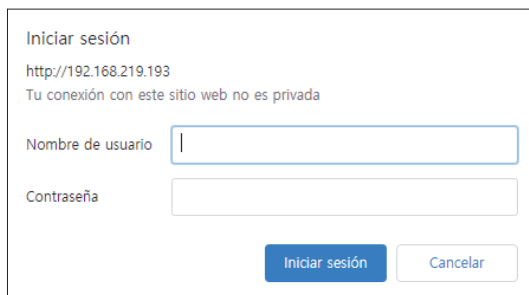 Iniciar sesión
http://192.168.219.193
Tu conexión con este sitio web no es privada
Nombre de usuario
Contraseña
Iniciar sesión Cancelar